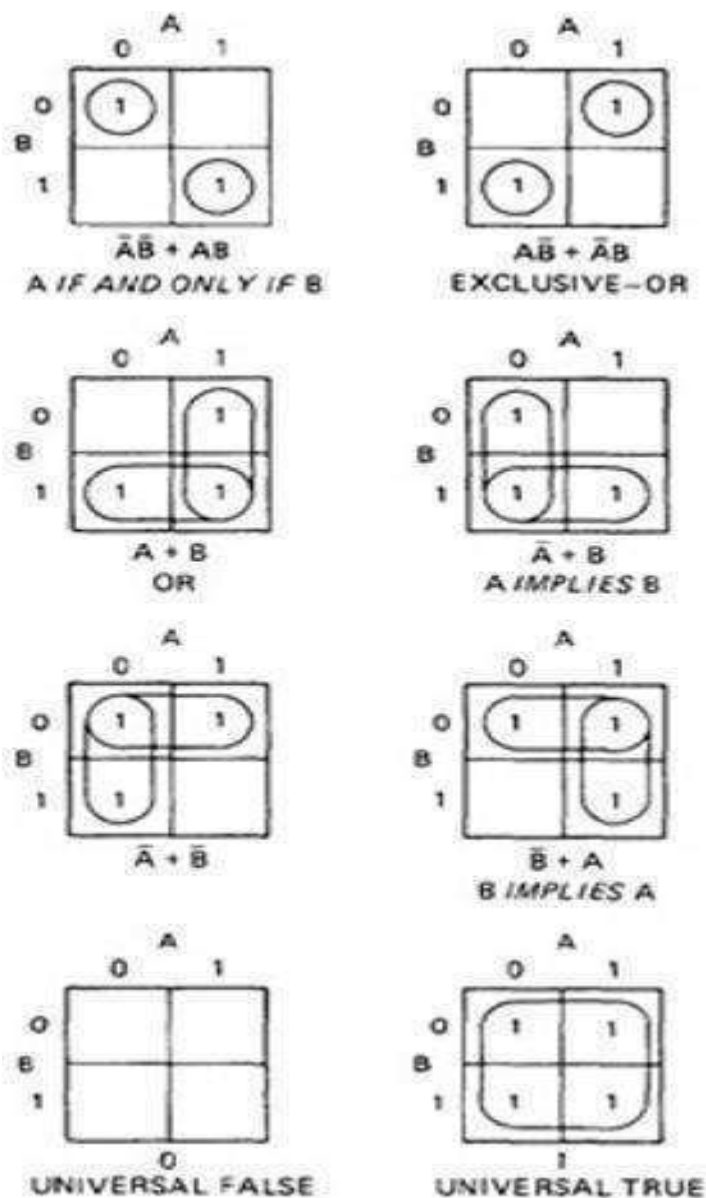 A A
0 1 0 1
0 1 0 1
B B
1 1 1 1
A̅B̅ + AB AB̅ + A̅B
A IF AND ONLY IF B EXCLUSIVE-OR
A A
0 1 0 1
0 1 0 1
B B
1 1 1 1 1 1
A + B A̅ + B
OR A IMPLIES B
A A
0 1 0 1
0 1 1 0 1 1
B B
1 1 1 1
A̅ + B̅ B̅ + A
B IMPLIES A
A A
0 1 0 1
0 0 1 1
B B
1 1 1 1
0 1
UNIVERSAL FALSE UNIVERSAL TRUE